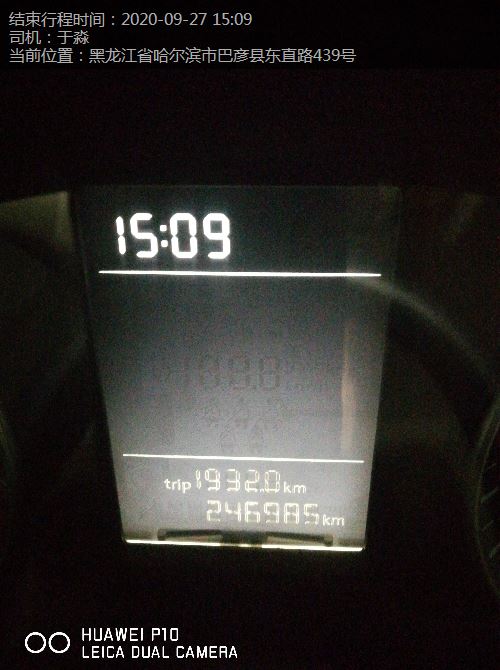 结束行程时间：2020-09-27 15:09
司机：于淼
当前位置：黑龙江省哈尔滨市巴彦县东直路439号
15:09
trip 1932.0 km
246985 km
HUAWEI P10
LEICA DUAL CAMERA